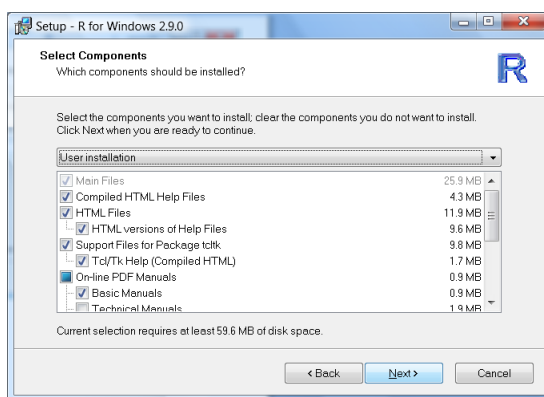 Setup - R for Windows 2.9.0
Select Components
Which components should be installed?
R
Select the components you want to install; clear the components you do not want to install.
Click Next when you are ready to continue.
User installation
Main Files 25.9 MB
Compiled HTML Help Files 4.3 MB
HTML Files 11.9 MB
HTML versions of Help Files 9.6 MB
Support Files for Package tcltk 9.8 MB
Tcl/Tk Help (Compiled HTML) 1.7 MB
On-line PDF Manuals 0.9 MB
Basic Manuals 0.9 MB
Technical Manuals 1.9 MB
Current selection requires at least 59.6 MB of disk space.
< Back Next > Cancel